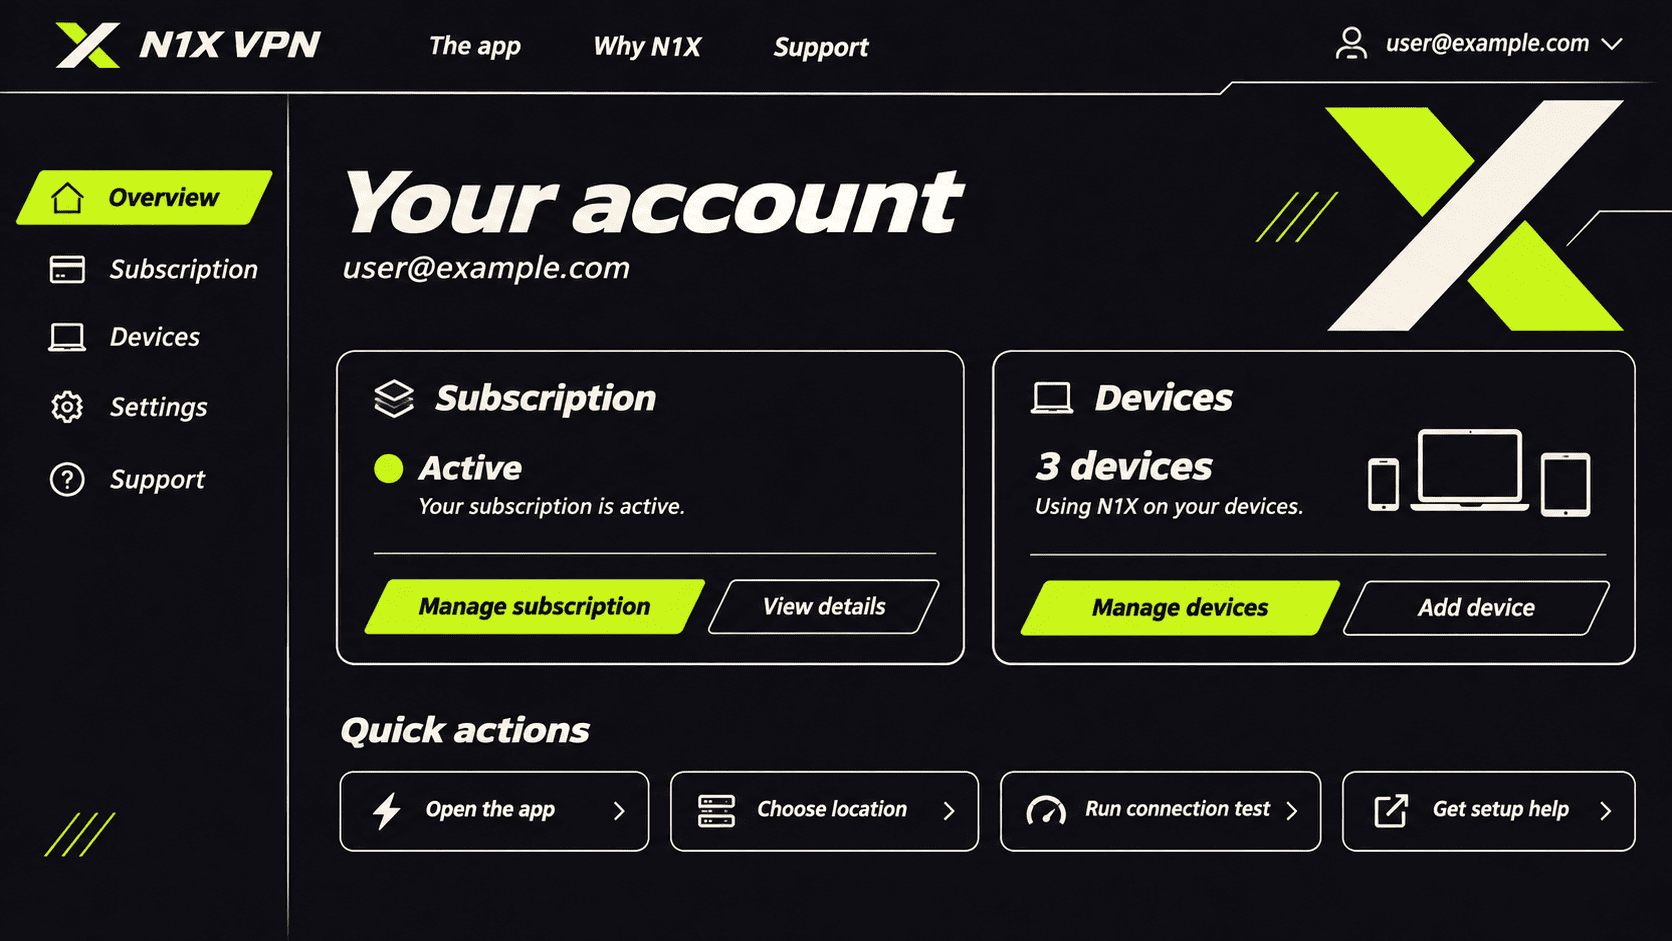 N1X VPN
The app
Why N1X
Support
user@example.com
Overview
Subscription
Devices
Settings
Support
Your account
user@example.com
Subscription
Active
Your subscription is active.
Manage subscription
View details
Devices
3 devices
Using N1X on your devices.
Manage devices
Add device
Quick actions
Open the app
Choose location
Run connection test
Get setup help